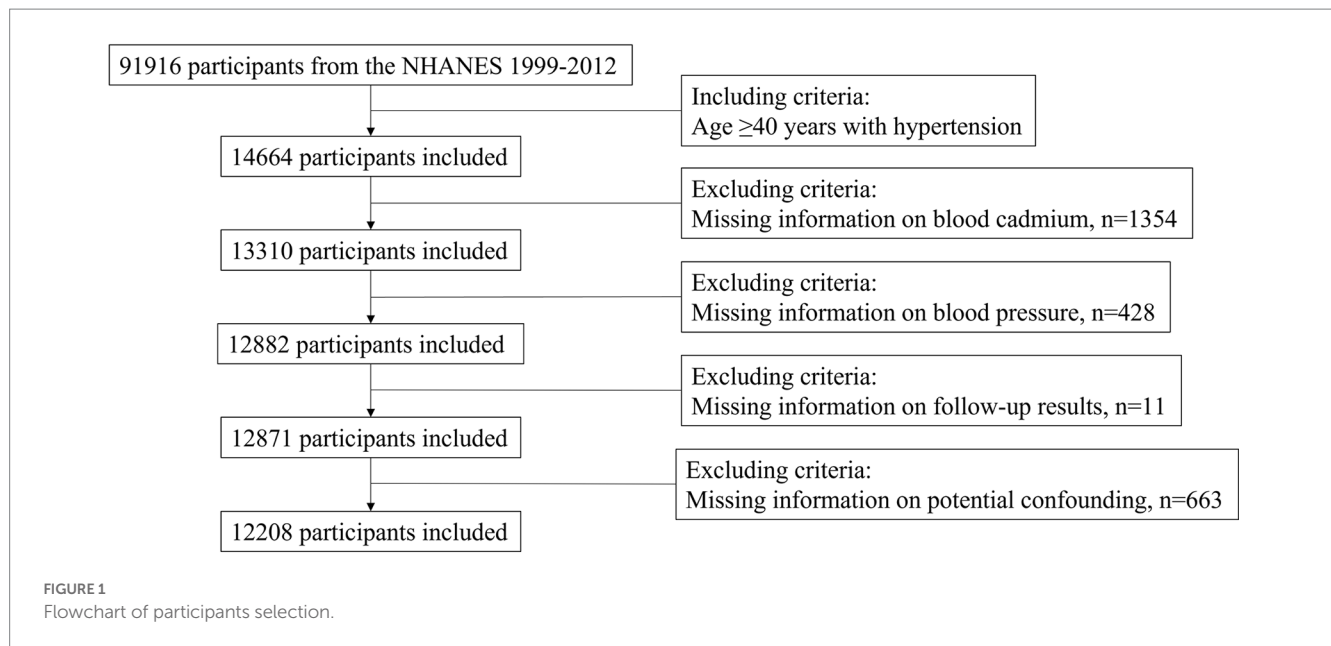 91916 participants from the NHANES 1999-2012
Including criteria:
Age ≥40 years with hypertension
14664 participants included
Excluding criteria:
Missing information on blood cadmium, n=1354
13310 participants included
Excluding criteria:
Missing information on blood pressure, n=428
12882 participants included
Excluding criteria:
Missing information on follow-up results, n=11
12871 participants included
Excluding criteria:
Missing information on potential confounding, n=663
12208 participants included
FIGURE 1
Flowchart of participants selection.